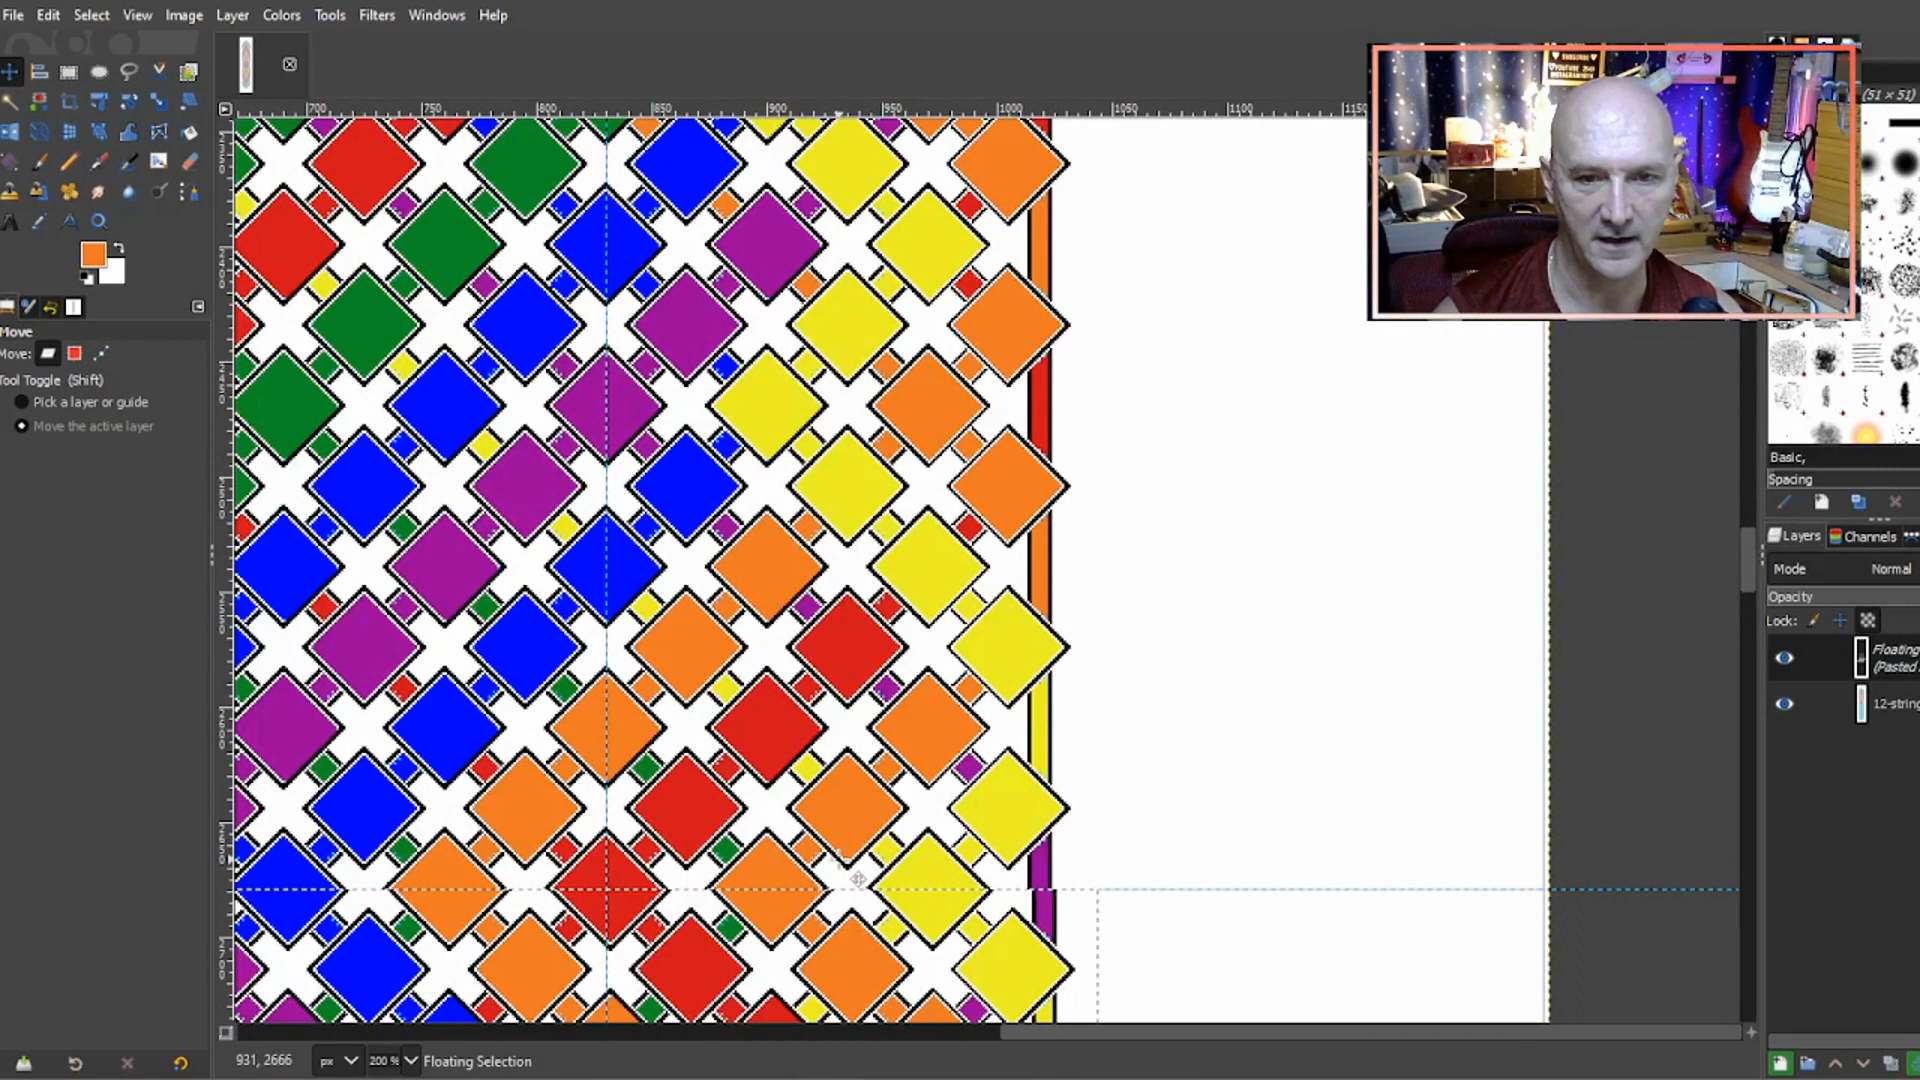 File Edit Select View Image Layer Colors Tools Filters Windows Help
SUBSCRIBE
700 750 800 850 900 950 1000 1050 1100 1150
(51 × 51)
Move
Move:
Tool Toggle (Shift)
Pick a layer or guide
Move the active layer
Basic,
Spacing
Layers Channels
Mode Normal
Opacity
Lock:
Floating
(Pasted
12-string
931, 2666 px 200 % Floating Selection